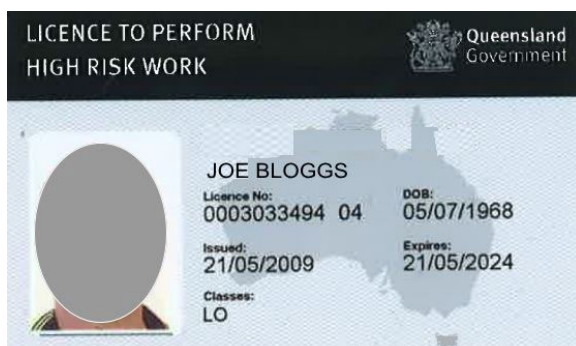 LICENCE TO PERFORM
HIGH RISK WORK
Queensland
Government
JOE BLOGGS
Licence No:
0003033494 04
DOB:
05/07/1968
Issued:
21/05/2009
Expires:
21/05/2024
Classes:
LO